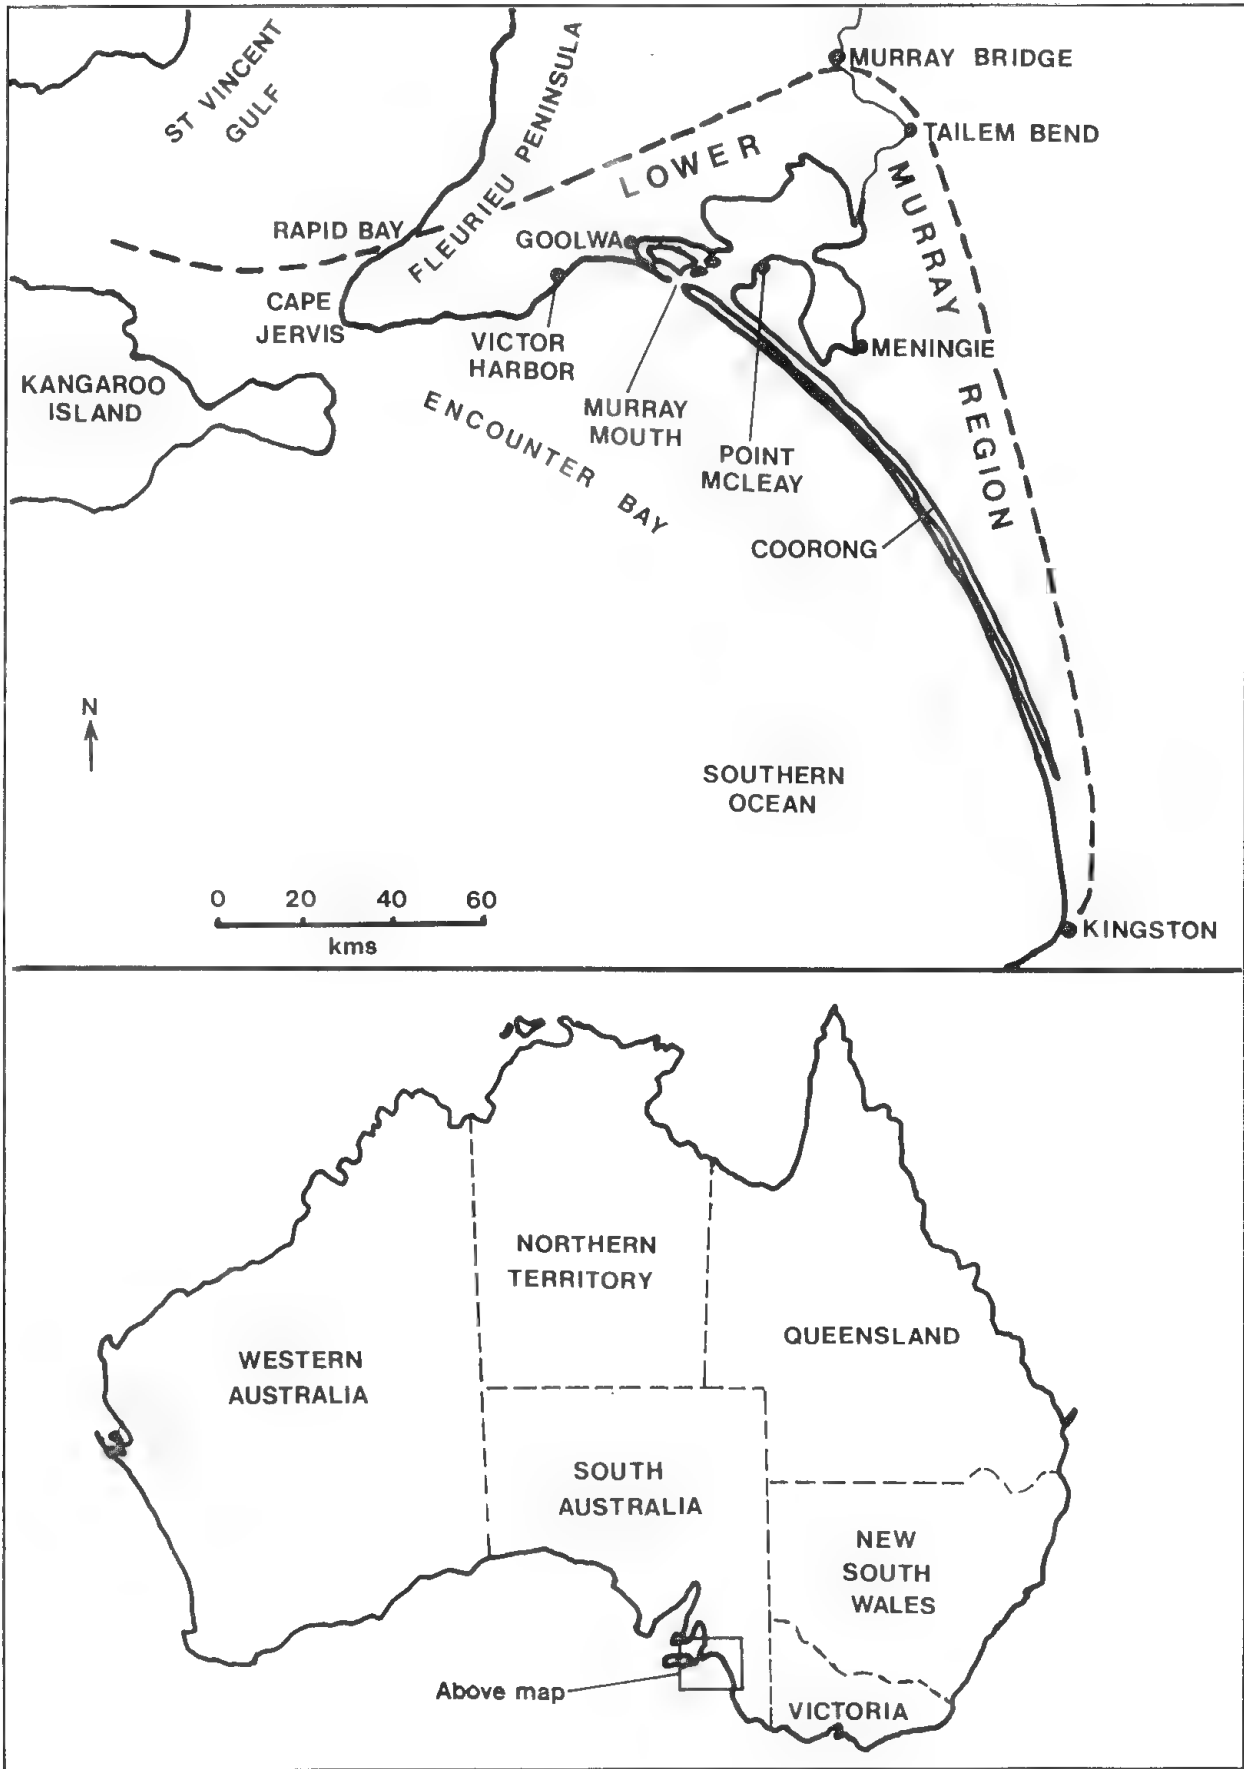 ST VINCENT
GULF
FLEURIEU PENINSULA
MURRAY BRIDGE
TAILEM BEND
LOWER
MURRAY
REGION
RAPID BAY
GOOLWA
CAPE
JERVIS
VICTOR
HARBOR
MENINGIE
KANGAROO
ISLAND
ENCOUNTER BAY
MURRAY
MOUTH
POINT
MCLEAY
COORONG
N
SOUTHERN
OCEAN
0 20 40 60
kms
KINGSTON
NORTHERN
TERRITORY
QUEENSLAND
WESTERN
AUSTRALIA
SOUTH
AUSTRALIA
NEW
SOUTH
WALES
Above map
VICTORIA